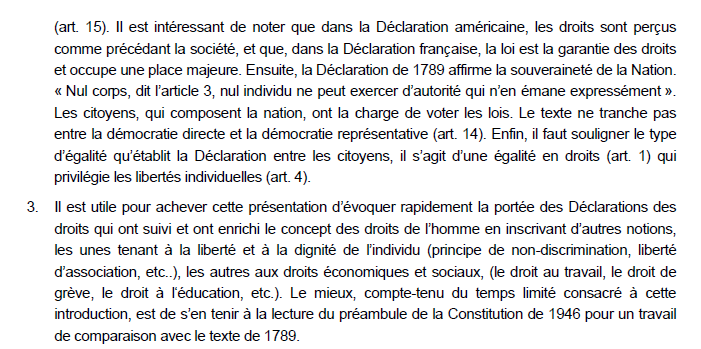 (art. 15). Il est intéressant de noter que dans la Déclaration américaine, les droits sont perçus
comme précédant la société, et que, dans la Déclaration française, la loi est la garantie des droits
et occupe une place majeure. Ensuite, la Déclaration de 1789 affirme la souveraineté de la Nation.
« Nul corps, dit l'article 3, nul individu ne peut exercer d'autorité qui n'en émane expressément ».
Les citoyens, qui composent la nation, ont la charge de voter les lois. Le texte ne tranche pas
entre la démocratie directe et la démocratie représentative (art. 14). Enfin, il faut souligner le type
d'égalité qu'établit la Déclaration entre les citoyens, il s'agit d'une égalité en droits (art. 1) qui
privilégie les libertés individuelles (art. 4).
3. Il est utile pour achever cette présentation d'évoquer rapidement la portée des Déclarations des
droits qui ont suivi et ont enrichi le concept des droits de l'homme en inscrivant d'autres notions,
les unes tenant à la liberté et à la dignité de l'individu (principe de non-discrimination, liberté
d'association, etc..), les autres aux droits économiques et sociaux, (le droit au travail, le droit de
grève, le droit à l'éducation, etc.). Le mieux, compte-tenu du temps limité consacré à cette
introduction, est de s'en tenir à la lecture du préambule de la Constitution de 1946 pour un travail
de comparaison avec le texte de 1789.